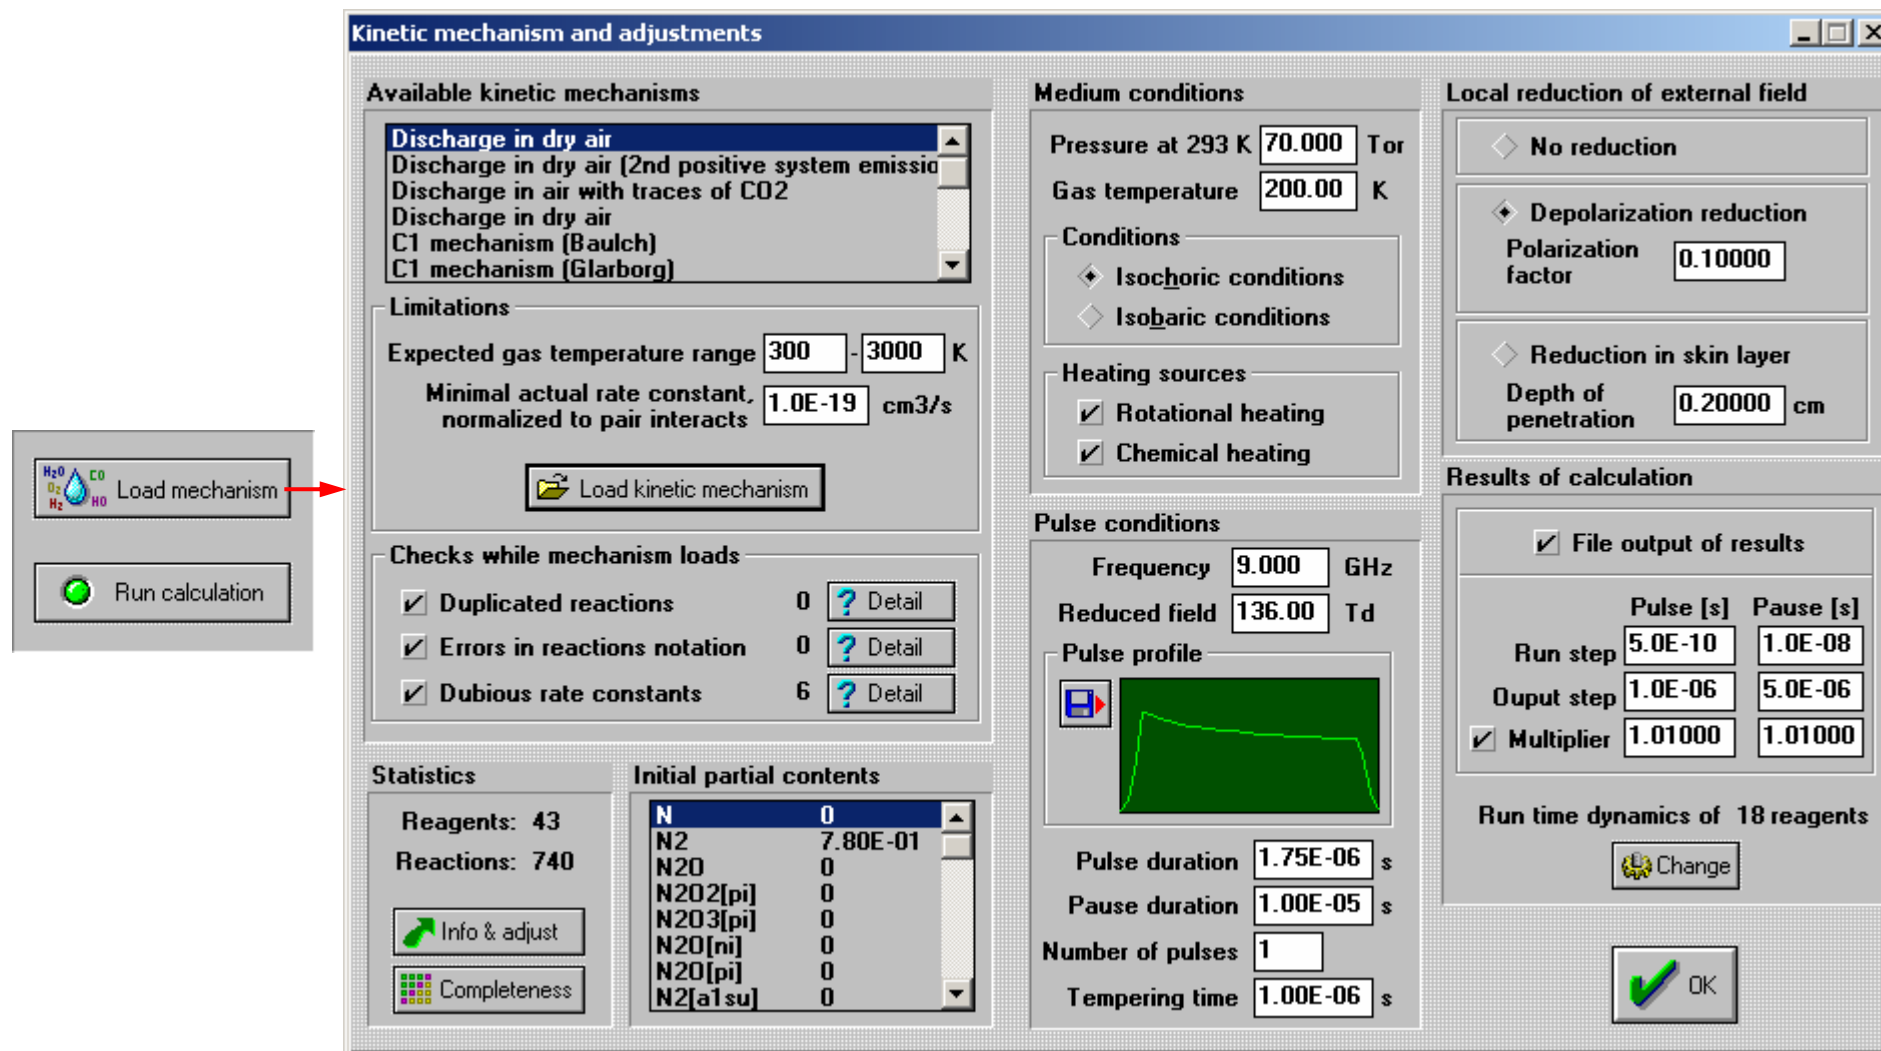 Kinetic mechanism and adjustments
Available kinetic mechanisms
Discharge in dry air
Discharge in dry air (2nd positive system emissio
Discharge in air with traces of CO2
Discharge in dry air
C1 mechanism (Baulch)
C1 mechanism (Glarborg)
Limitations
Expected gas temperature range 300 - 3000 K
Minimal actual rate constant,
normalized to pair interacts 1.0E-19 cm3/s
Load kinetic mechanism
H2O CO
O2
H2 HO
Load mechanism
Run calculation
Checks while mechanism loads
Duplicated reactions 0 ? Detail
Errors in reactions notation 0 ? Detail
Dubious rate constants 6 ? Detail
Statistics
Reagents: 43
Reactions: 740
Info & adjust
Completeness
Initial partial contents
N 0
N2 7.80E-01
N2O 0
N2O2[pi] 0
N2O3[pi] 0
N2O[ni] 0
N2O[pi] 0
N2[a1su] 0
Medium conditions
Pressure at 293 K 70.000 Tor
Gas temperature 200.00 K
Conditions
Isochoric conditions
Isobaric conditions
Heating sources
Rotational heating
Chemical heating
Pulse conditions
Frequency 9.000 GHz
Reduced field 136.00 Td
Pulse profile
Pulse duration 1.75E-06 s
Pause duration 1.00E-05 s
Number of pulses 1
Tempering time 1.00E-06 s
Local reduction of external field
No reduction
Depolarization reduction
Polarization
factor 0.10000
Reduction in skin layer
Depth of
penetration 0.20000 cm
Results of calculation
File output of results
Pulse [s] Pause [s]
Run step 5.0E-10 1.0E-08
Ouput step 1.0E-06 5.0E-06
Multiplier 1.01000 1.01000
Run time dynamics of 18 reagents
Change
OK